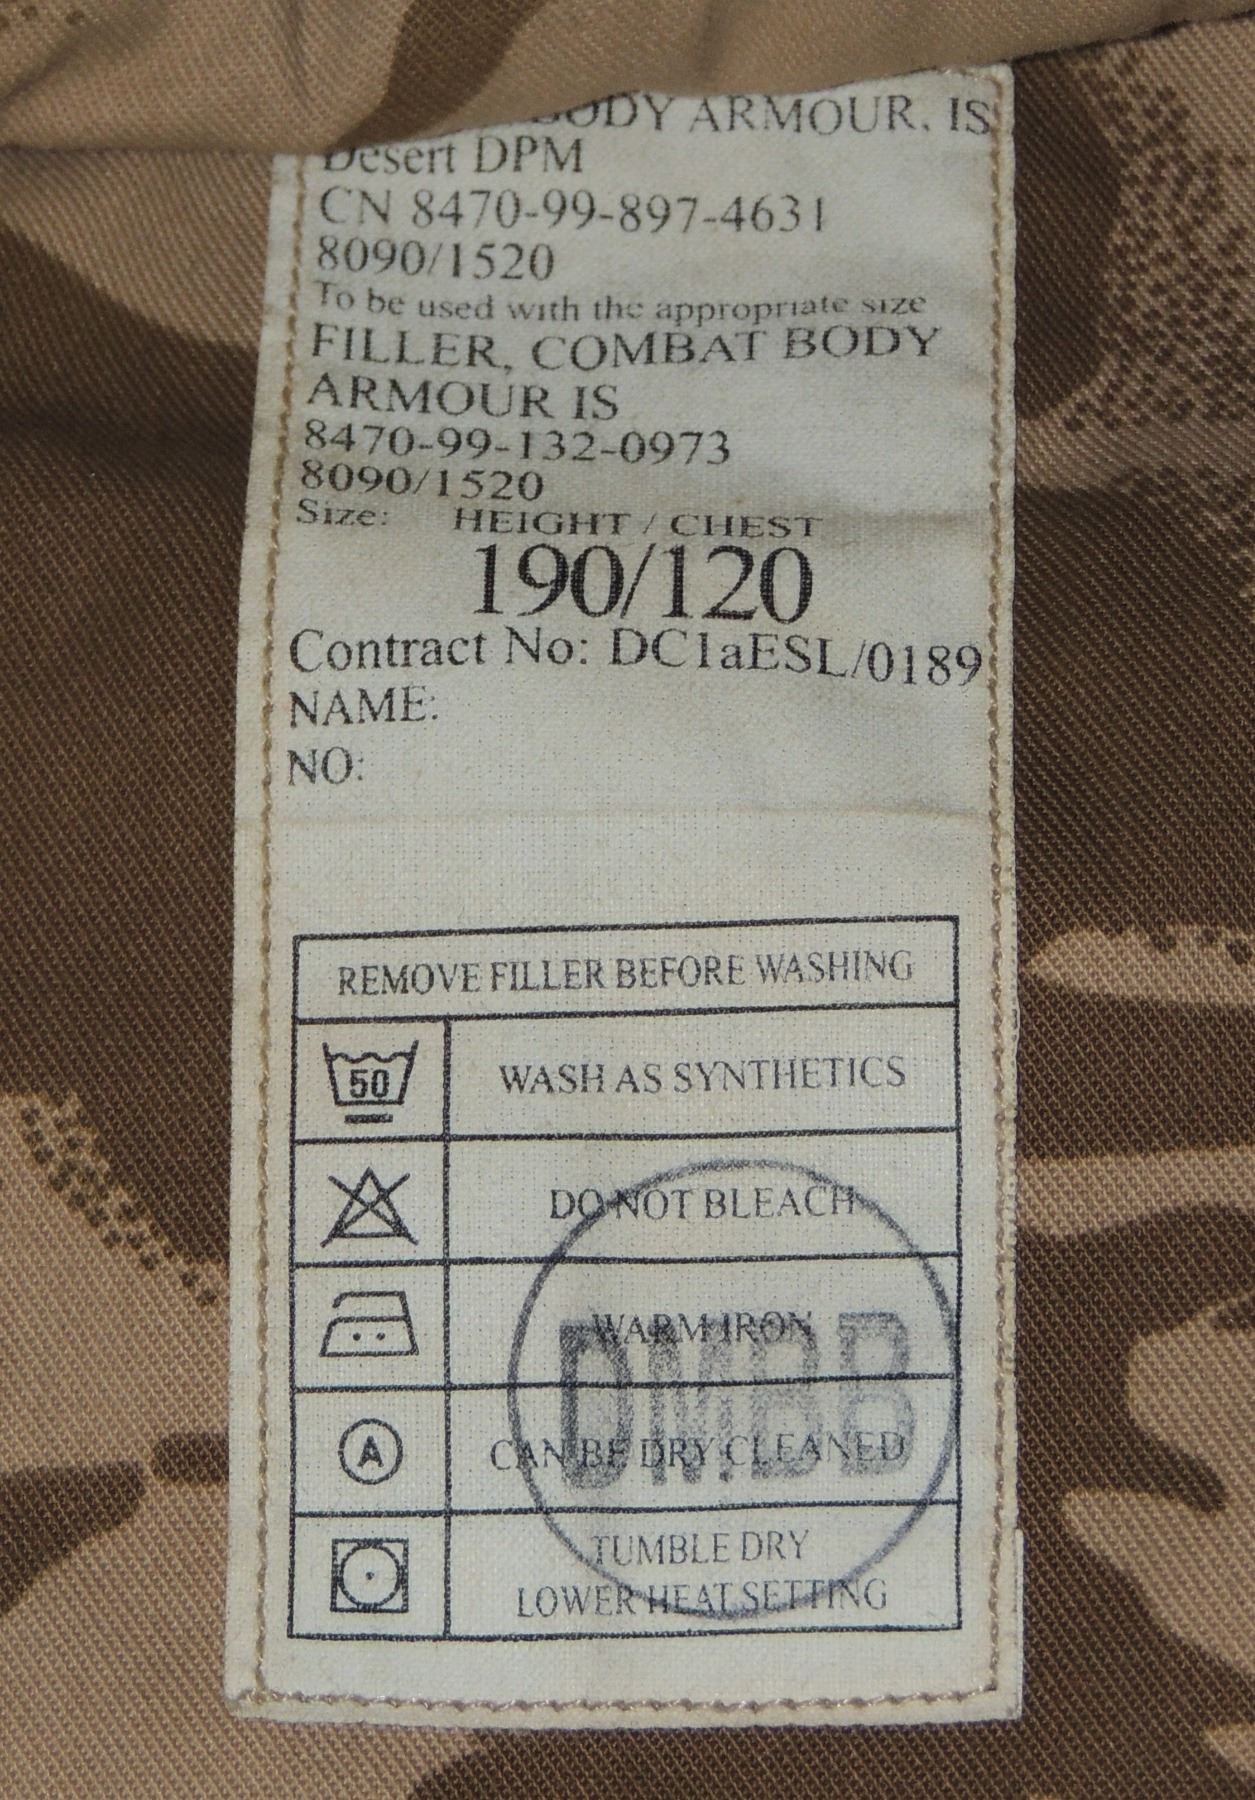 BODY ARMOUR, IS
Desert DPM
CN 8470-99-897-4631
8090/1520
To be used with the appropriate size
FILLER, COMBAT BODY
ARMOUR IS
8470-99-132-0973
8090/1520
Size: HEIGHT / CHEST
190/120
Contract No: DC1aESL/0189
NAME:
NO:
REMOVE FILLER BEFORE WASHING
50 WASH AS SYNTHETICS
DO NOT BLEACH
WARM IRON
DMBB
A CAN BE DRY CLEANED
TUMBLE DRY
LOWER HEAT SETTING